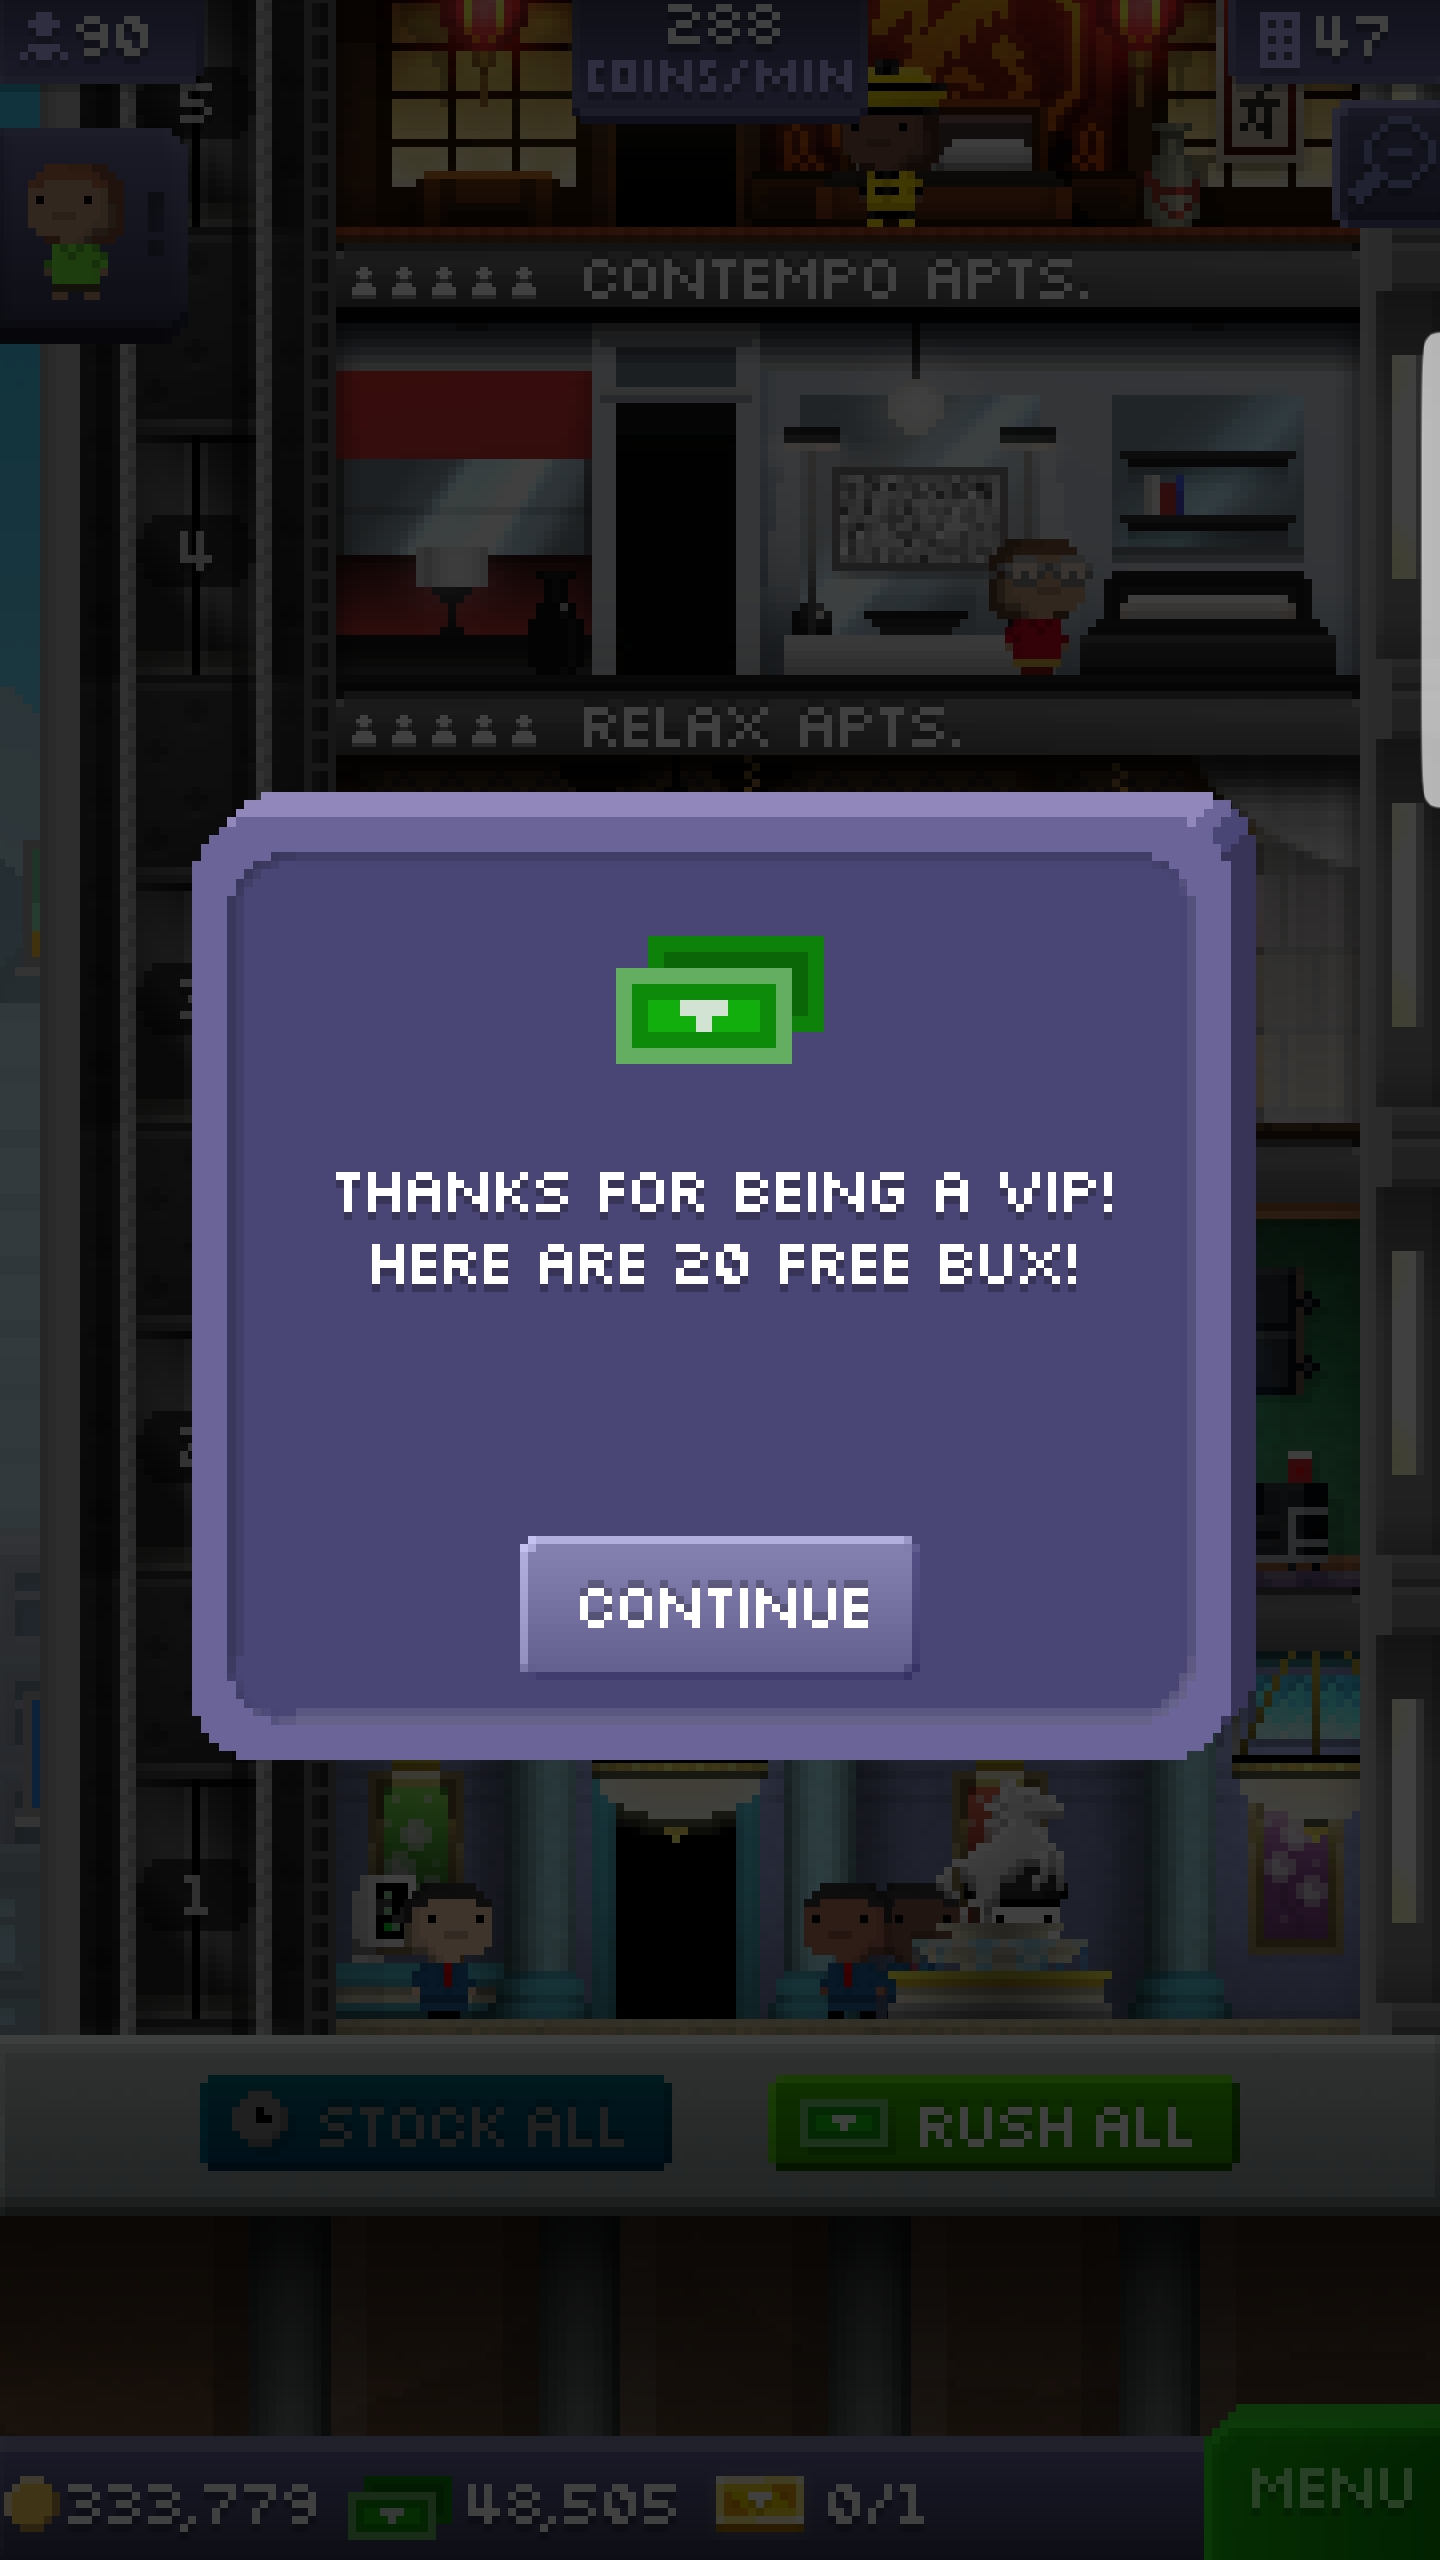 90
288
COINS/MIN
47
5
CONTEMPO APTS.
4
RELAX APTS.
THANKS FOR BEING A VIP!
HERE ARE 20 FREE BUX!
CONTINUE
1
STOCK ALL
RUSH ALL
333,779
48,505
0/1
MENU